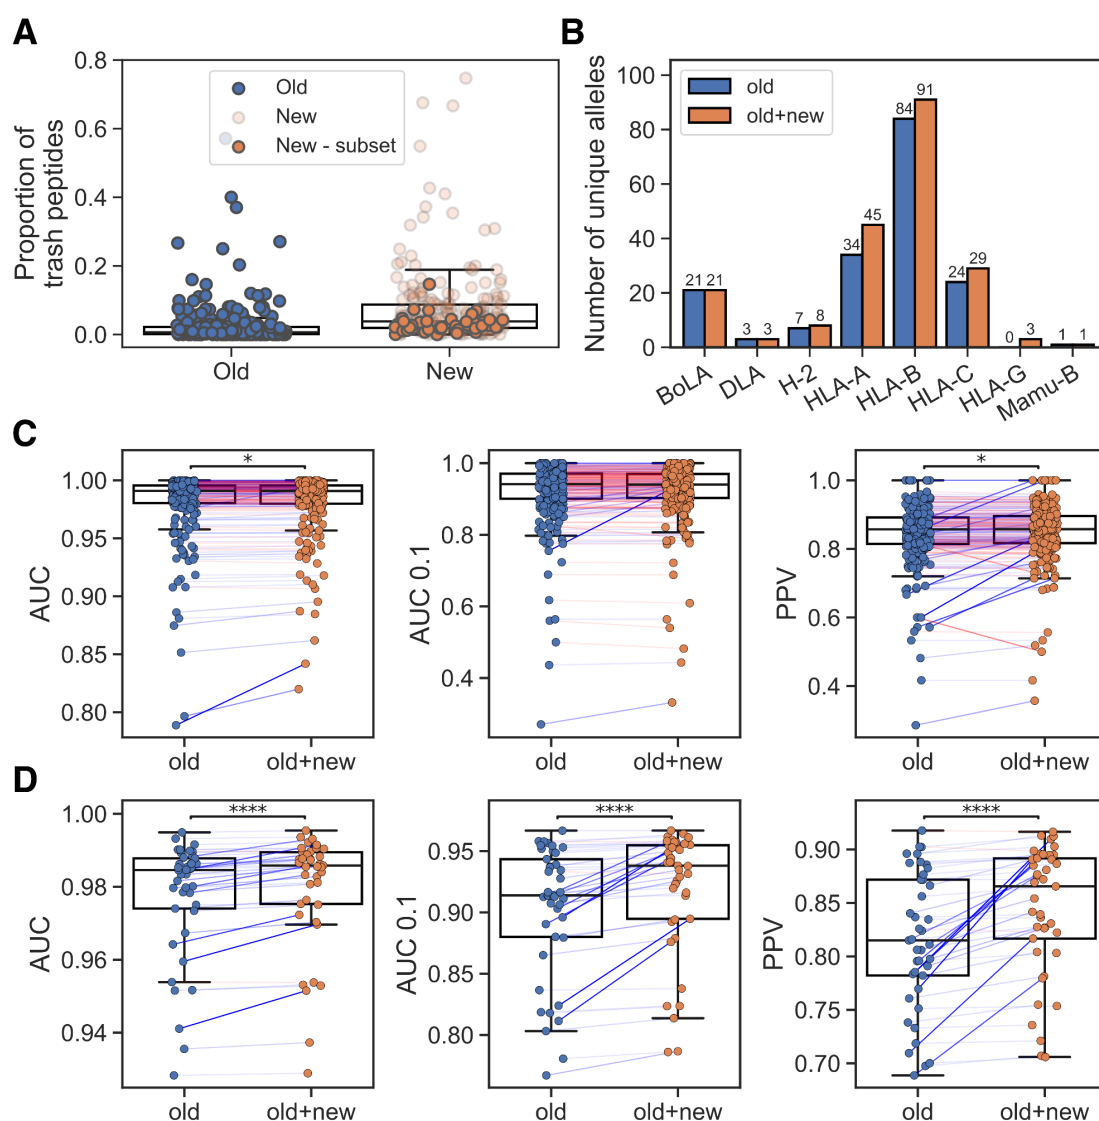 A
Proportion of
trash peptides
0.8
0.6
0.4
0.2
0.0
Old
New
New - subset
Old
New
B
Number of unique alleles
100
80
60
40
20
0
old
old+new
21 21
3 3
7 8
34 45
84 91
24 29
0 3
1 1
BoLA
DLA
H-2
HLA-A
HLA-B
HLA-C
HLA-G
Mamu-B
C
AUC
1.00
0.95
0.90
0.85
0.80
*
old
old+new
AUC 0.1
1.0
0.8
0.6
0.4
old
old+new
PPV
1.0
0.8
0.6
0.4
*
old
old+new
D
AUC
1.00
0.98
0.96
0.94
****
old
old+new
AUC 0.1
0.95
0.90
0.85
0.80
****
old
old+new
PPV
0.90
0.85
0.80
0.75
0.70
****
old
old+new